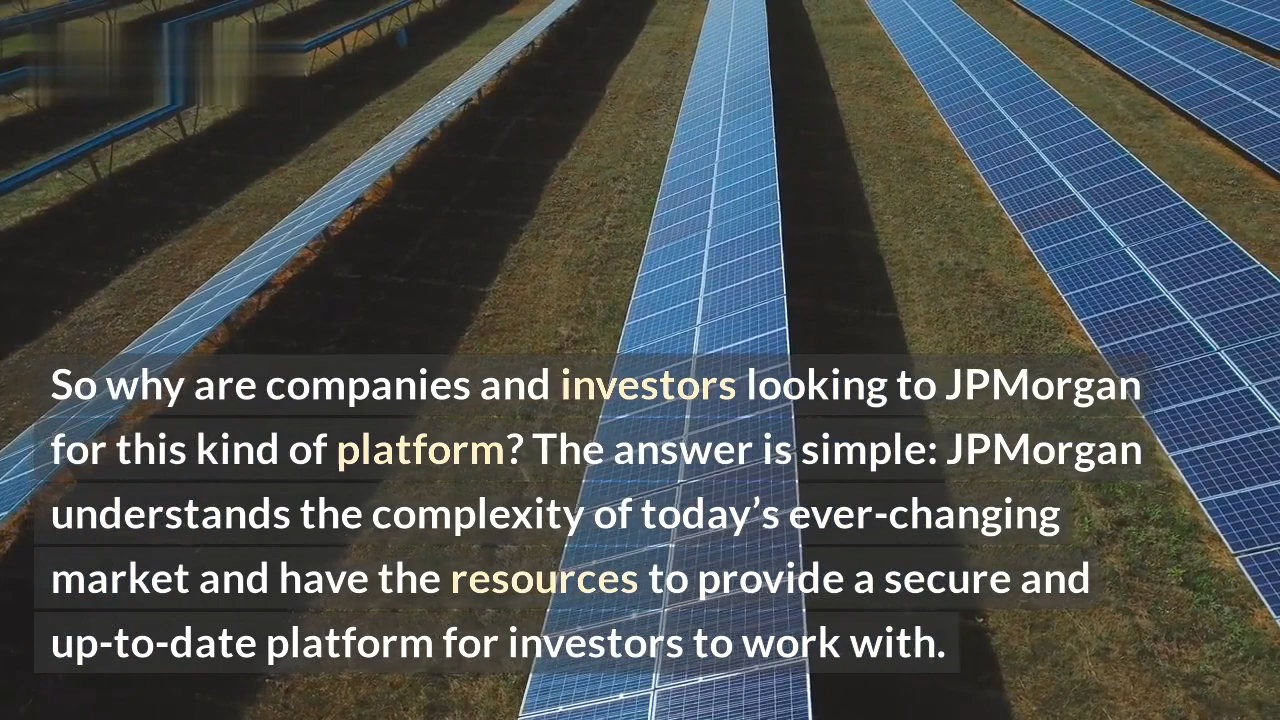 So why are companies and investors looking to JPMorgan
for this kind of platform? The answer is simple: JPMorgan
understands the complexity of today’s ever-changing
market and have the resources to provide a secure and
up-to-date platform for investors to work with.